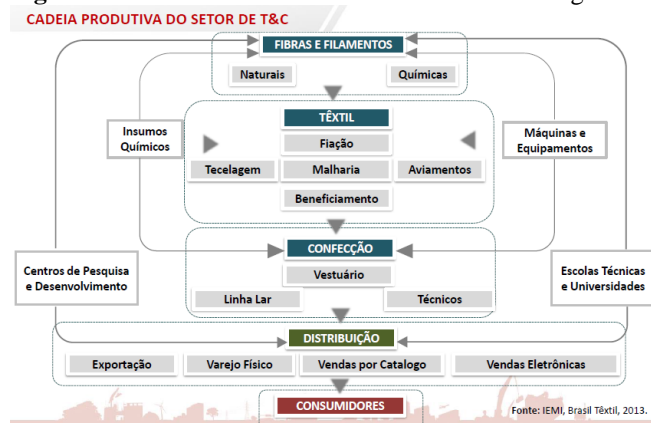 CADEIA PRODUTIVA DO SETOR DE T&C
FIBRAS E FILAMENTOS
Naturais
Químicas
TÊXTIL
Fiação
Tecelagem
Malharia
Aviamentos
Beneficiamento
Insumos
Químicos
Máquinas e
Equipamentos
CONFECÇÃO
Vestuário
Linha Lar
Técnicos
Centros de Pesquisa
e Desenvolvimento
Escolas Técnicas
e Universidades
DISTRIBUIÇÃO
Exportação
Varejo Físico
Vendas por Catalogo
Vendas Eletrônicas
CONSUMIDORES
Fonte: IEMI, Brasil Têxtil, 2013.